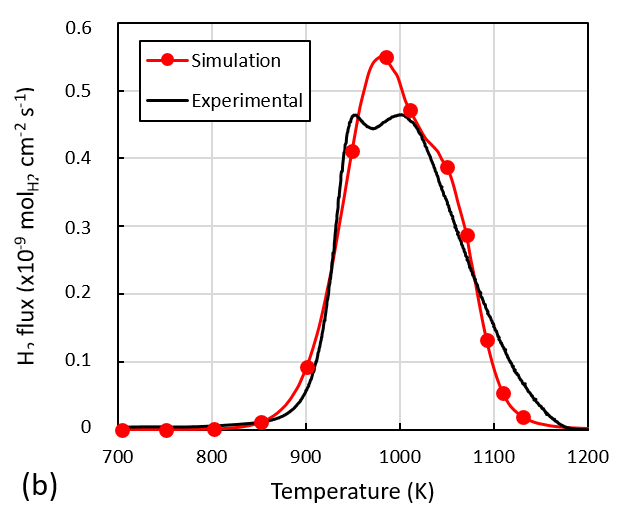 0.6
0.5
0.4
0.3
0.2
0.1
0
Simulation
Experimental
H₂ flux (x10⁻⁹ mol_H2 cm⁻² s⁻¹)
700 800 900 1000 1100 1200
Temperature (K)
(b)